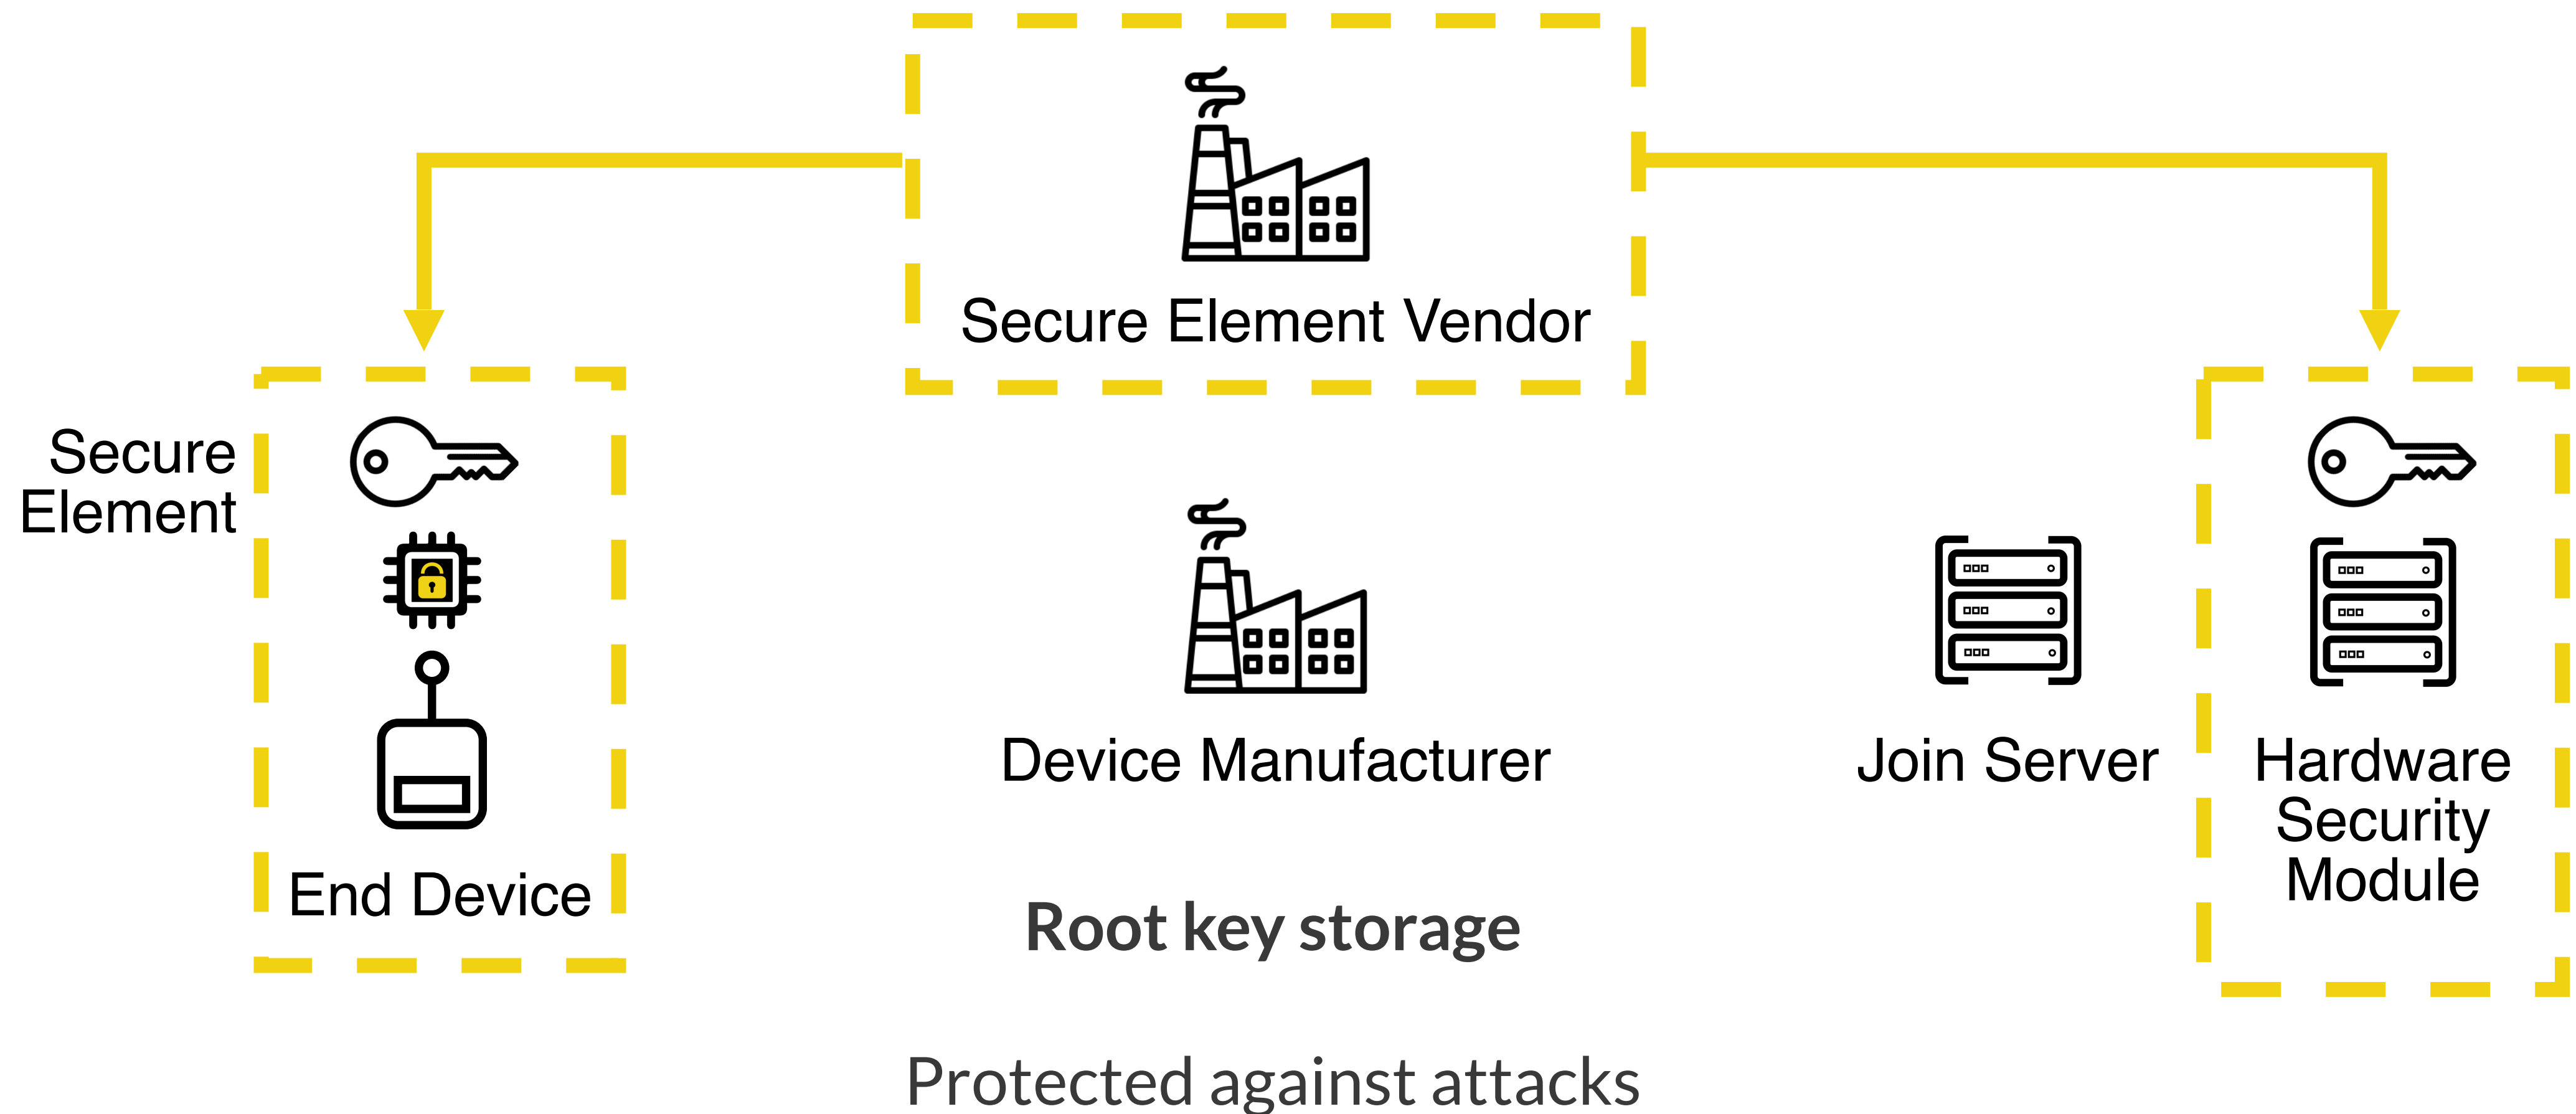 Secure Element Vendor
Secure
Element
End Device
Device Manufacturer
Join Server
Hardware
Security
Module
Root key storage
Protected against attacks